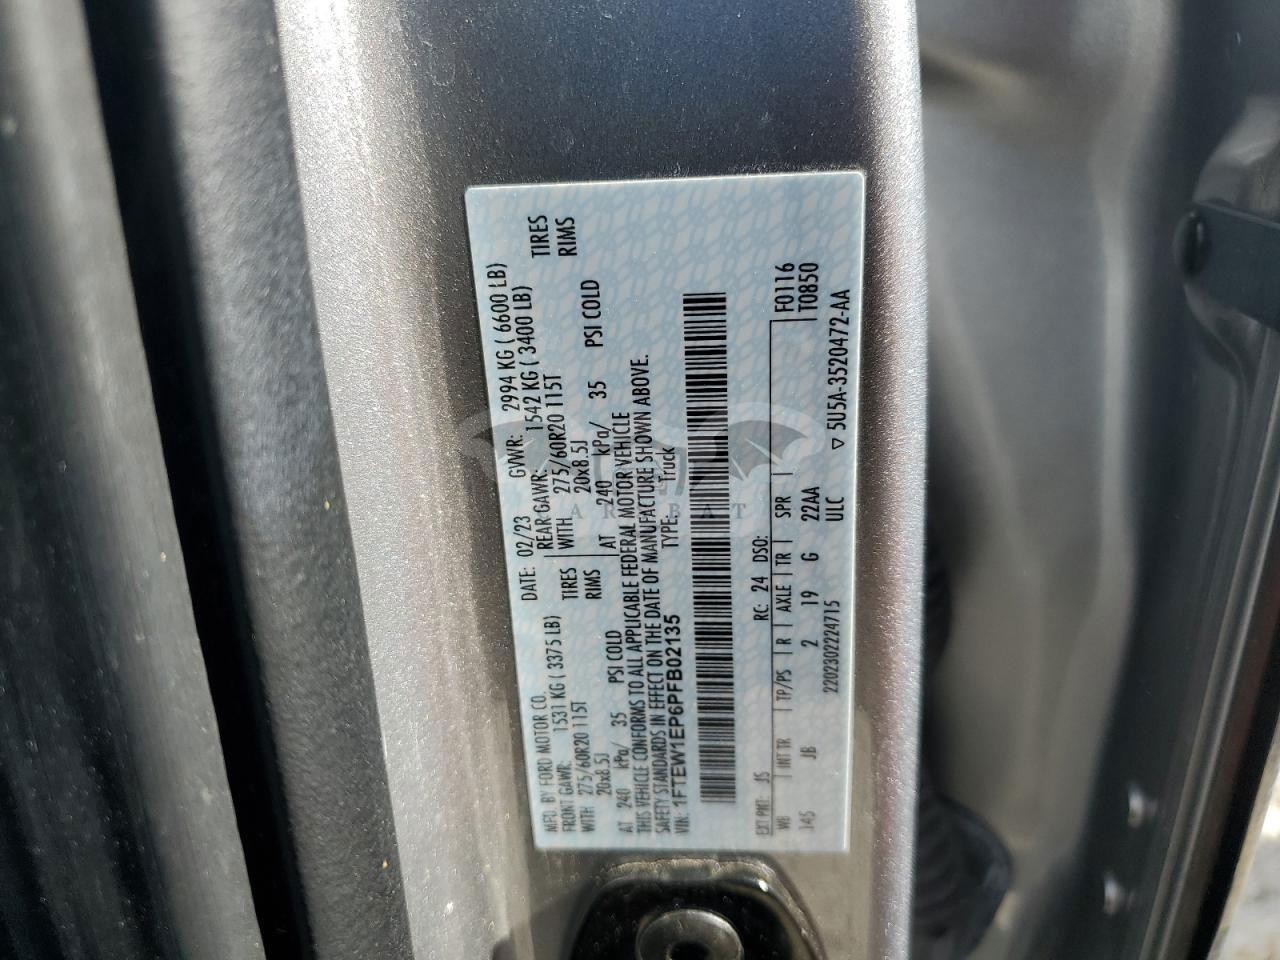 MFD. BY FORD MOTOR CO.
DATE: 02/23
GVWR: 2994 KG ( 6600 LB)
FRONT GAWR: 1531 KG ( 3375 LB)
REAR GAWR: 1542 KG ( 3400 LB)
WITH 275/60R20 115T TIRES
WITH 275/60R20 115T TIRES
20x8.5J RIMS
20x8.5J RIMS
AT 240 kPa/ 35 PSI COLD
AT 240 kPa/ 35 PSI COLD
THIS VEHICLE CONFORMS TO ALL APPLICABLE FEDERAL MOTOR VEHICLE
SAFETY STANDARDS IN EFFECT ON THE DATE OF MANUFACTURE SHOWN ABOVE.
VIN: 1FTEW1EP6PFB02135
TYPE: Truck
EXT PNT: JS
RC: 24 DSO:
F0116
T0850
WB INT TR TP/PS R AXLE TR SPR
145 JB 2 19 G 22AA
ULC
2202302224715
▽ 5U5A-3520472-AA